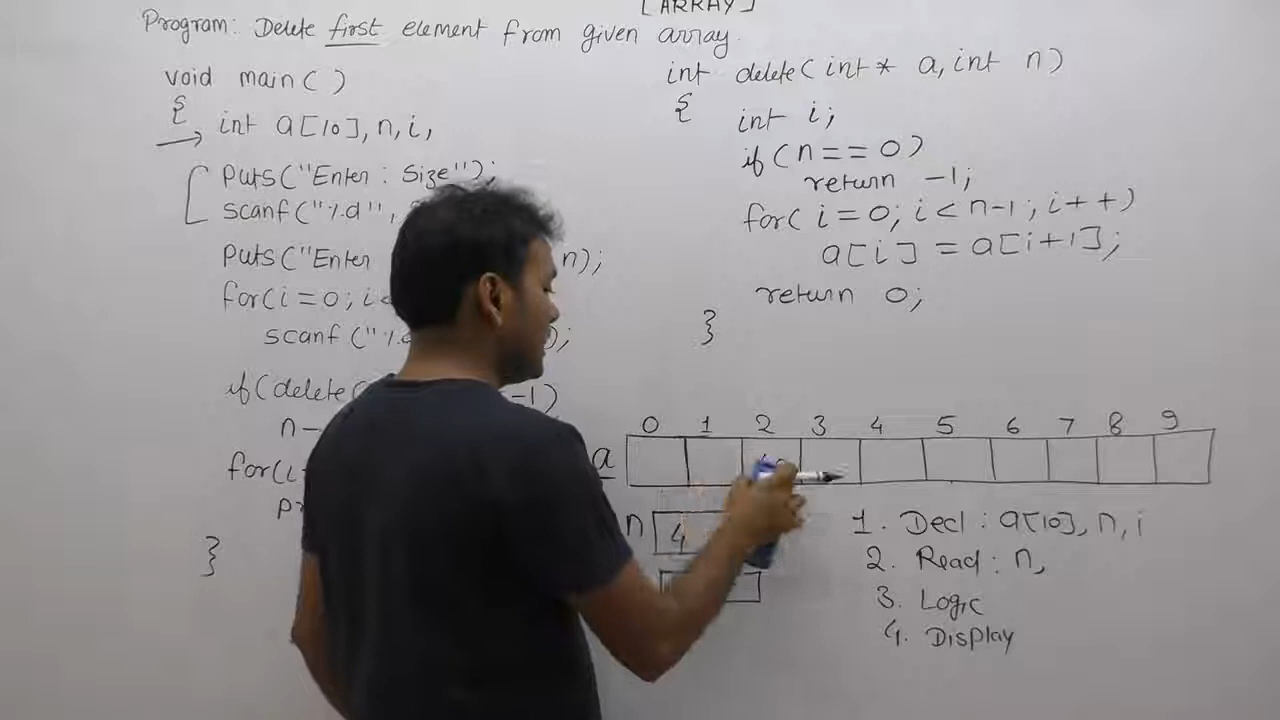 [ARRAY]
Program: Delete first element from given array.
void main( )
{
int a[10], n, i,
Puts("Enter : Size");
scanf("%d",
Puts("Enter n);
for(i=0; i<
scanf("%d );
if(delete( -1)
n-
for(i
}
int delete(int* a, int n)
{
int i;
if(n==0)
return -1;
for(i=0; i<n-1; i++)
a[i] = a[i+1];
return 0;
}
0 1 2 3 4 5 6 7 8 9
a
n 4
1. Decl : a[10], n, i
2. Read : n,
3. Logic
4. Display